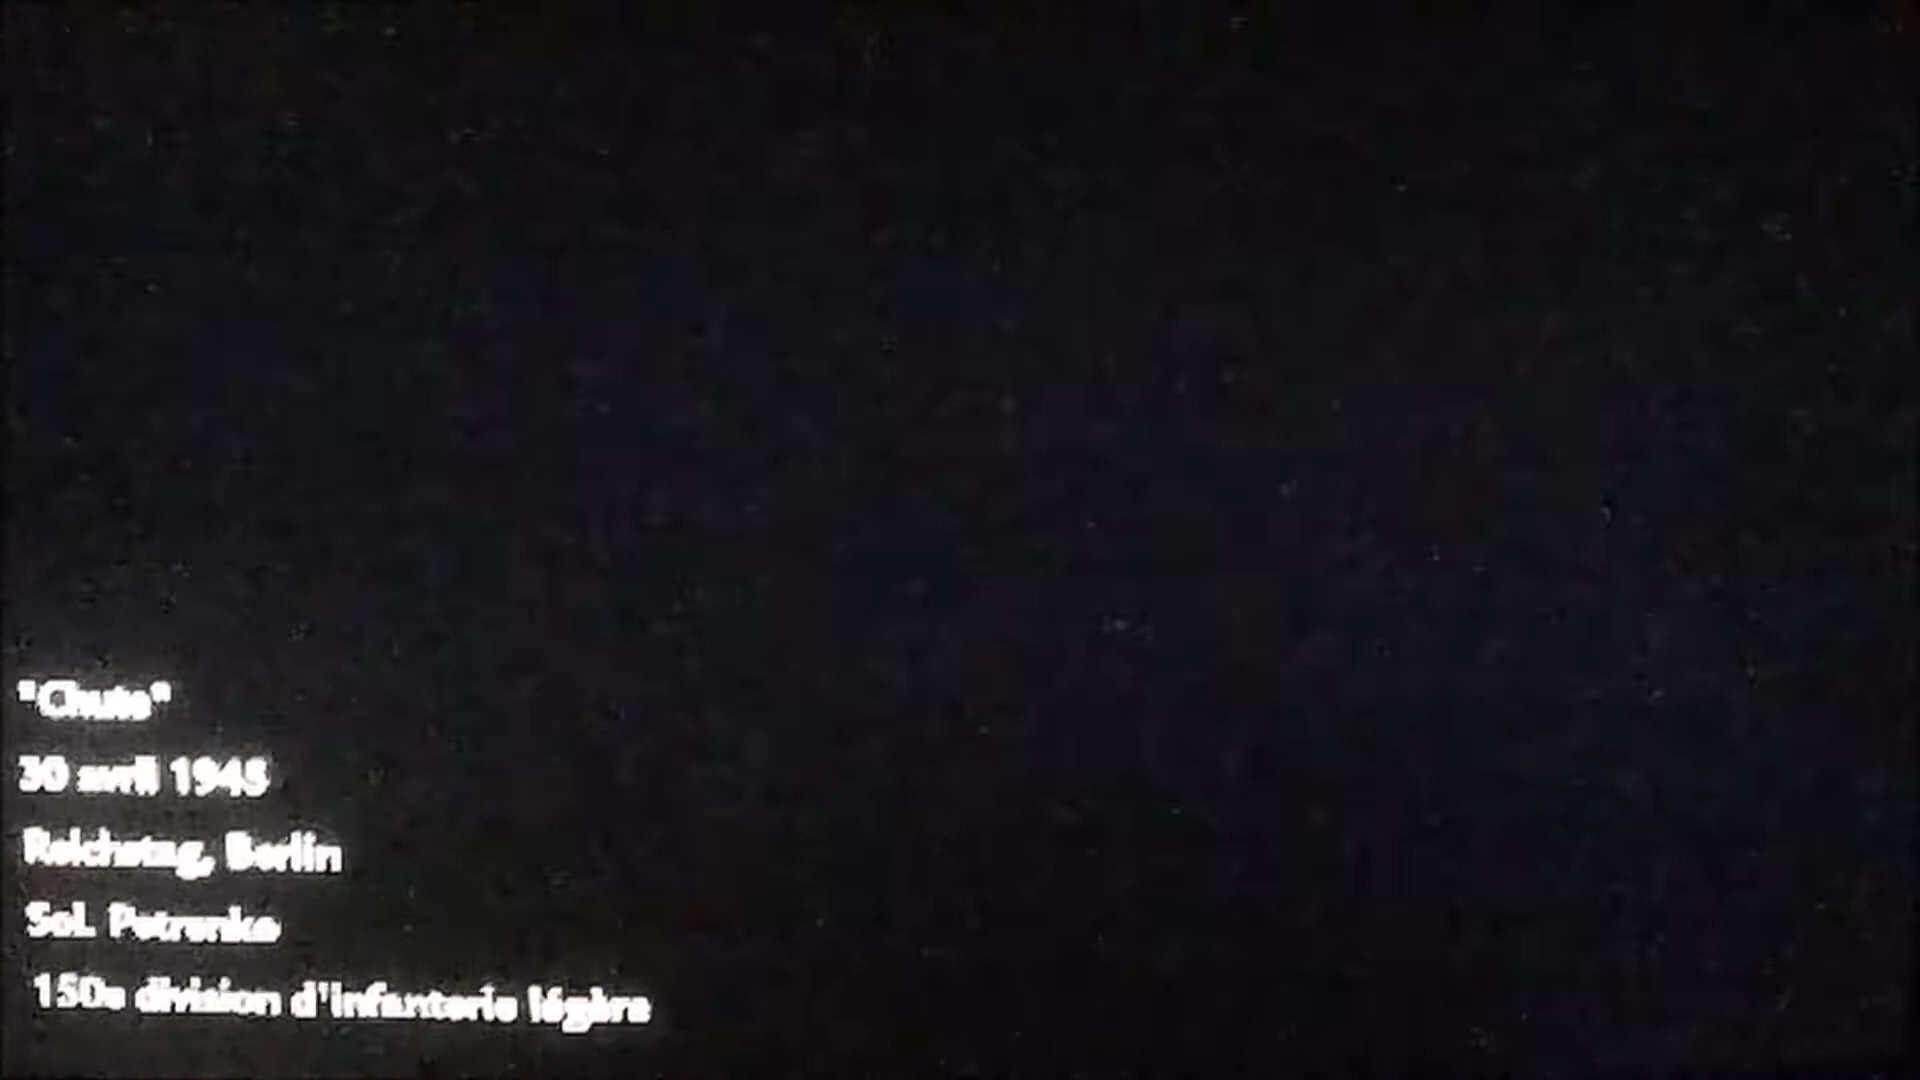 "Chute"
30 avril 1945
Reichstag, Berlin
Sol. Petrenko
150e division d'infanterie légère